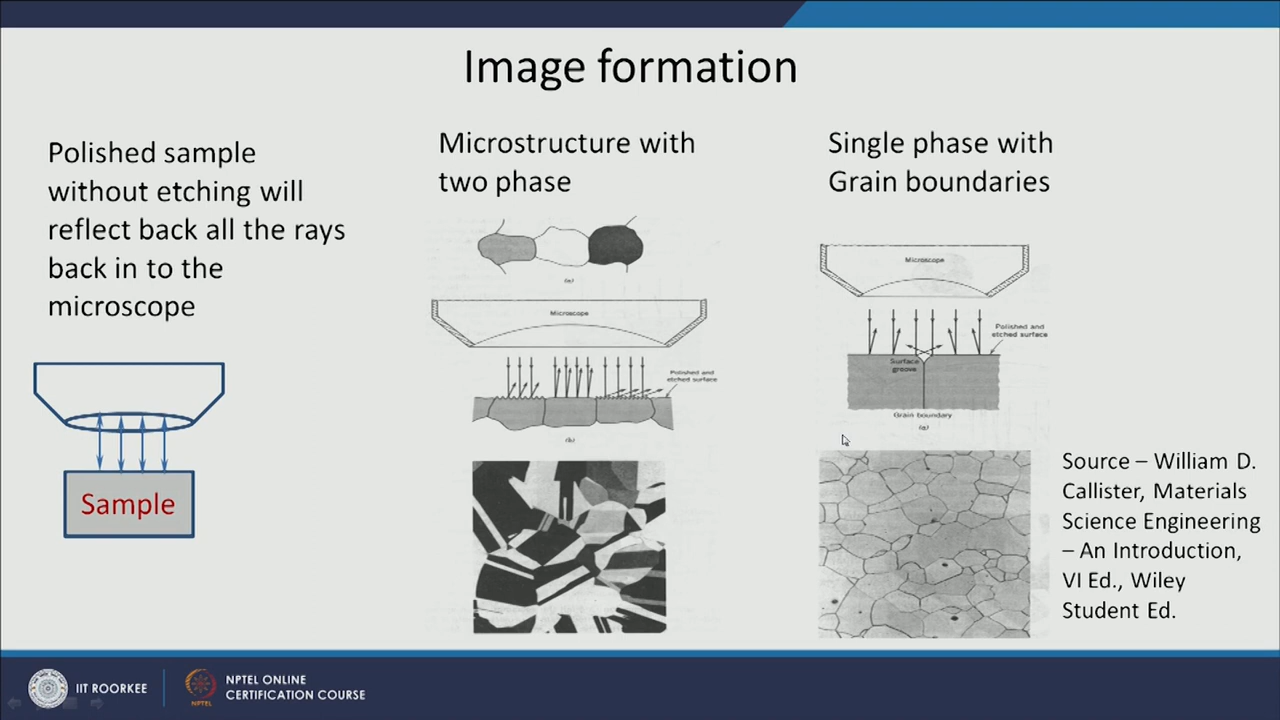 Image formation
Polished sample
without etching will
reflect back all the rays
back in to the
microscope
Sample
Microstructure with
two phase
(a)
Microscope
Polished and
etched surface
(b)
Single phase with
Grain boundaries
Microscope
Polished and
etched surface
Surface
groove
Grain boundary
(a)
Source – William D.
Callister, Materials
Science Engineering
– An Introduction,
VI Ed., Wiley
Student Ed.
IIT ROORKEE
NPTEL
NPTEL ONLINE
CERTIFICATION COURSE